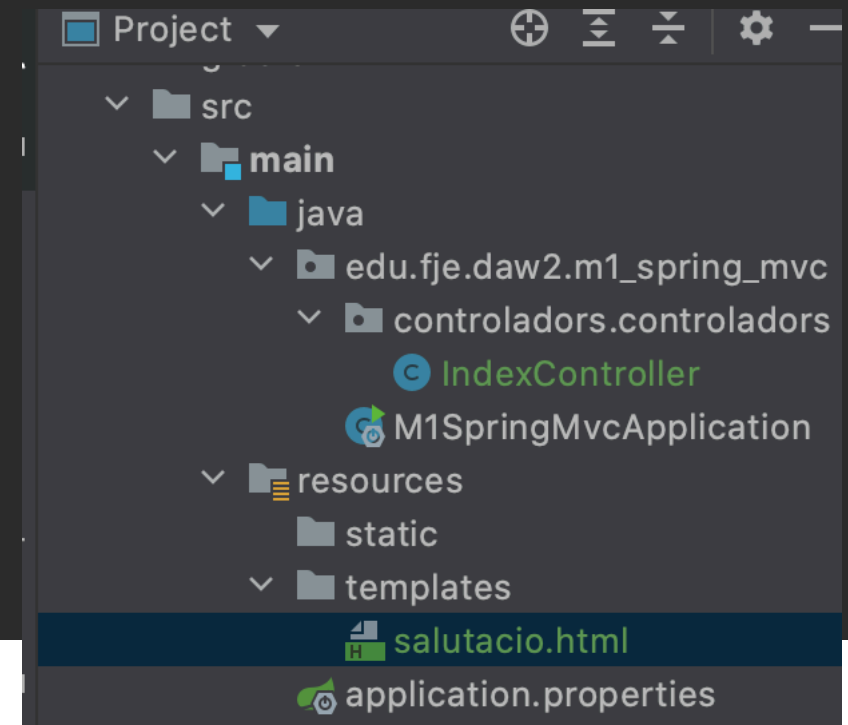 Project
src
main
java
edu.fje.daw2.m1_spring_mvc
controladors.controladors
IndexController
M1SpringMvcApplication
resources
static
templates
salutacio.html
application.properties